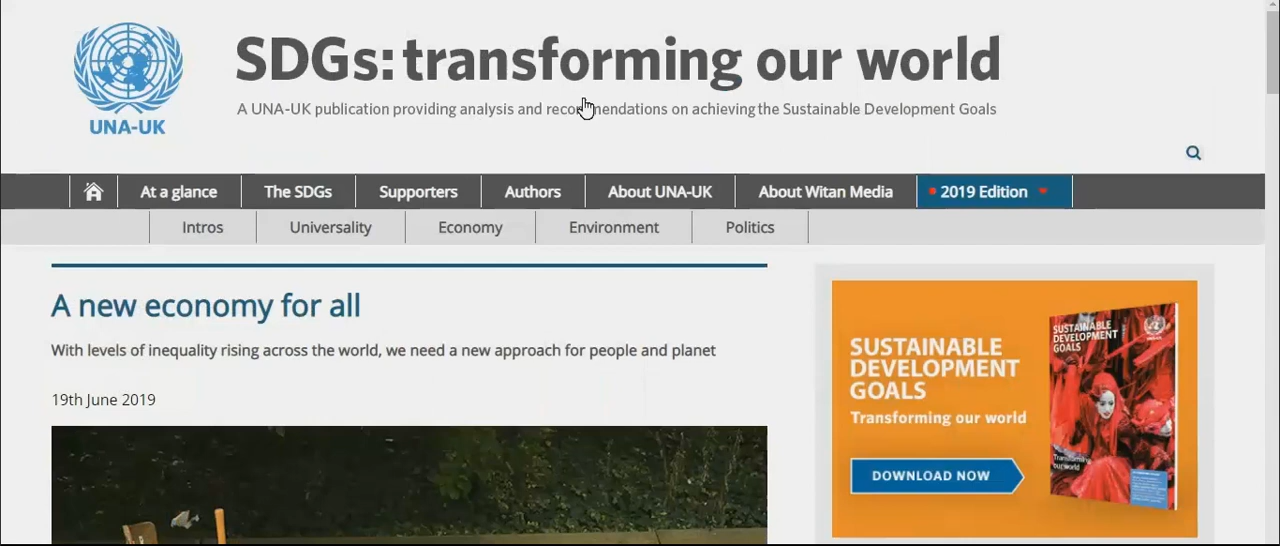 UNA-UK
SDGs: transforming our world
A UNA-UK publication providing analysis and recommendations on achieving the Sustainable Development Goals
At a glance
The SDGs
Supporters
Authors
About UNA-UK
About Witan Media
2019 Edition
Intros
Universality
Economy
Environment
Politics
A new economy for all
With levels of inequality rising across the world, we need a new approach for people and planet
19th June 2019
SUSTAINABLE
DEVELOPMENT
GOALS
Transforming our world
DOWNLOAD NOW
SUSTAINABLE
DEVELOPMENT
GOALS
Transforming
our world